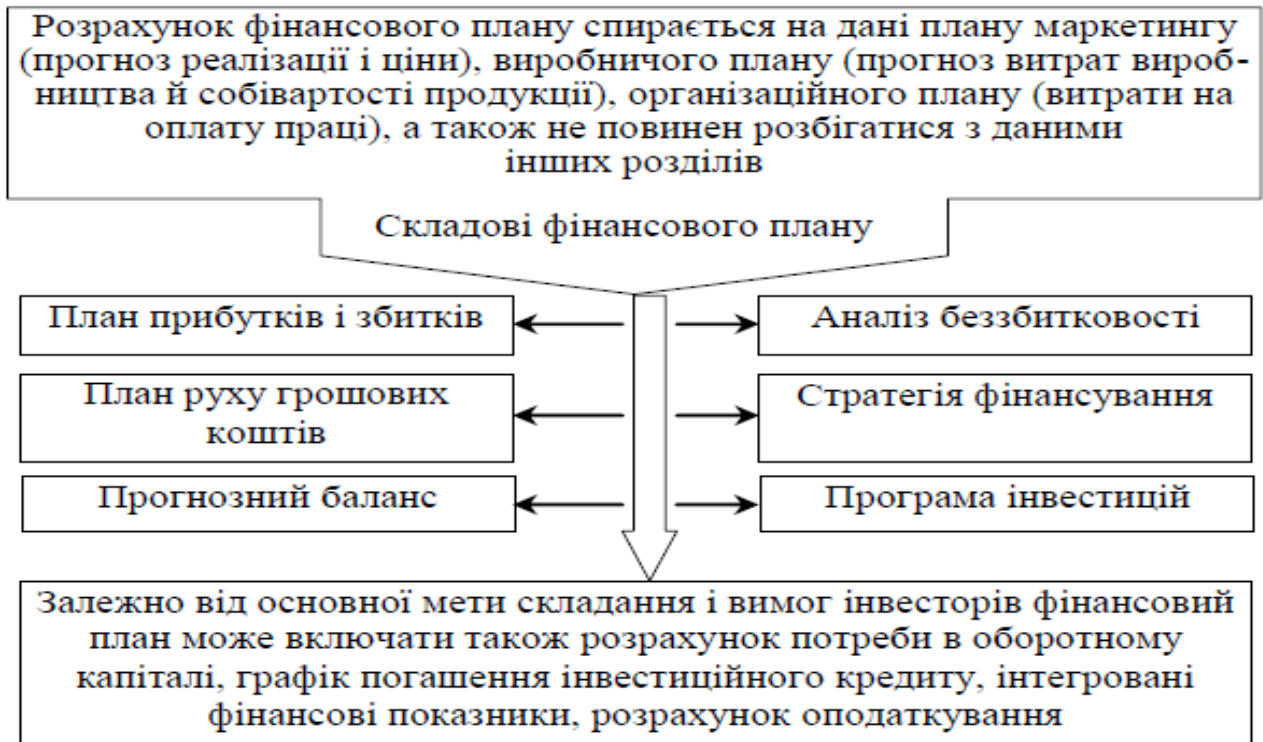 Розрахунок фінансового плану спирається на дані плану маркетингу
(прогноз реалізації і ціни), виробничого плану (прогноз витрат вироб-
ництва й собівартості продукції), організаційного плану (витрати на
оплату праці), а також не повинен розбігатися з даними
інших розділів
Складові фінансового плану
План прибутків і збитків
Аналіз беззбитковості
План руху грошових
коштів
Стратегія фінансування
Прогнозний баланс
Програма інвестицій
Залежно від основної мети складання і вимог інвесторів фінансовий
план може включати також розрахунок потреби в оборотному
капіталі, графік погашення інвестиційного кредиту, інтегровані
фінансові показники, розрахунок оподаткування